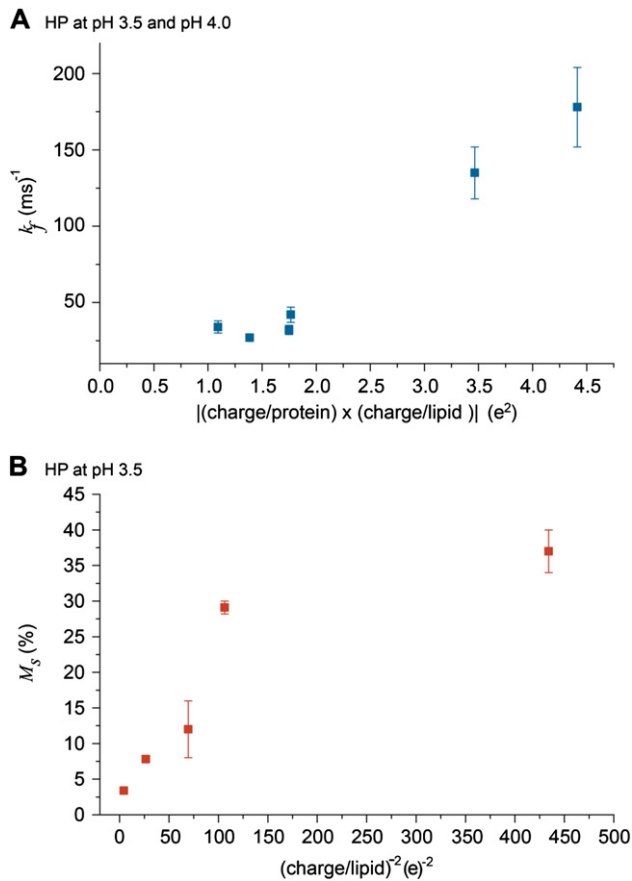 A HP at pH 3.5 and pH 4.0
200
150
100
50
k_f (ms)^-1
0.0 0.5 1.0 1.5 2.0 2.5 3.0 3.5 4.0 4.5
|(charge/protein) x (charge/lipid )| (e²)
B HP at pH 3.5
45
40
35
30
25
20
15
10
5
0
M_s (%)
0 50 100 150 200 250 300 350 400 450 500
(charge/lipid)^-2 (e)^-2